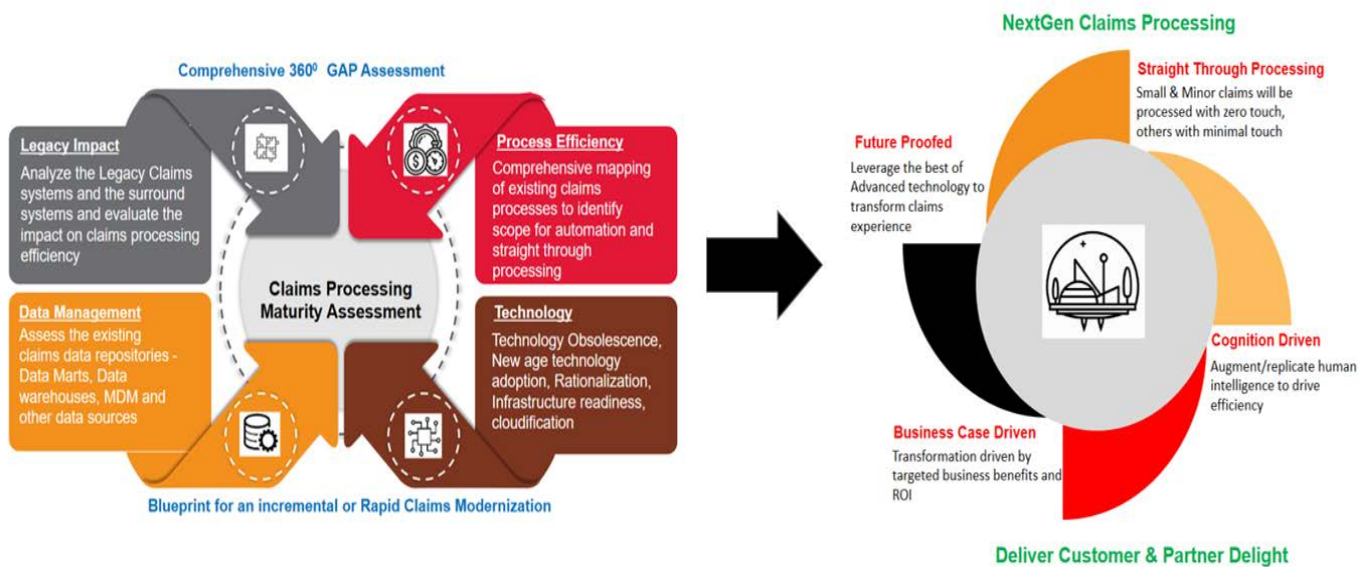 Comprehensive 360⁰ GAP Assessment
Legacy Impact
Analyze the Legacy Claims
systems and the surround
systems and evaluate the
impact on claims processing
efficiency
Process Efficiency
Comprehensive mapping
of existing claims
processes to identify
scope for automation and
straight through
processing
Claims Processing
Maturity Assessment
Data Management
Assess the existing
claims data repositories -
Data Marts, Data
warehouses, MDM and
other data sources
Technology
Technology Obsolescence,
New age technology
adoption, Rationalization,
Infrastructure readiness,
cloudification
Blueprint for an incremental or Rapid Claims Modernization
NextGen Claims Processing
Straight Through Processing
Small & Minor claims will be
processed with zero touch,
others with minimal touch
Future Proofed
Leverage the best of
Advanced technology to
transform claims
experience
Cognition Driven
Augment/replicate human
intelligence to drive
efficiency
Business Case Driven
Transformation driven by
targeted business benefits and
ROI
Deliver Customer & Partner Delight